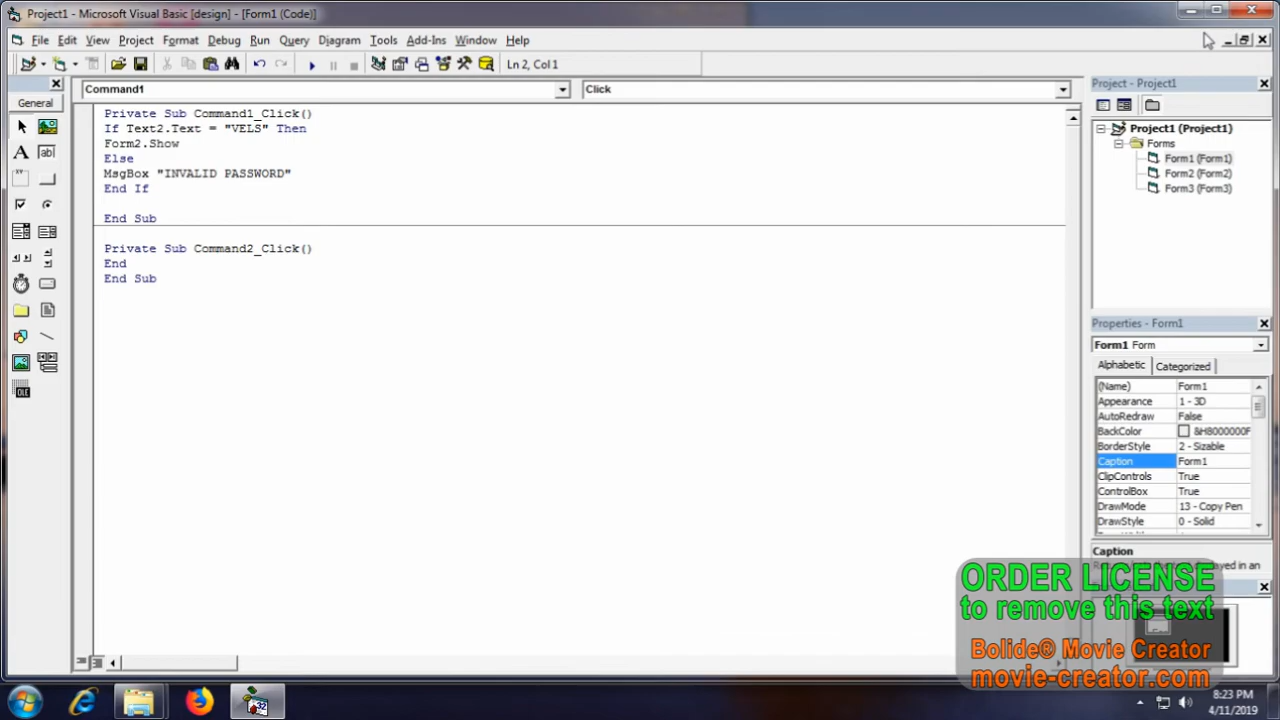 Project1 - Microsoft Visual Basic [design] - [Form1 (Code)]
File Edit View Project Format Debug Run Query Diagram Tools Add-Ins Window Help
Ln 2, Col 1
General
Command1
Click
Private Sub Command1_Click()
If Text2.Text = "VELS" Then
Form2.Show
Else
MsgBox "INVALID PASSWORD"
End If
End Sub
Private Sub Command2_Click()
End
End Sub
Project - Project1
Project1 (Project1)
Forms
Form1 (Form1)
Form2 (Form2)
Form3 (Form3)
Properties - Form1
Form1 Form
Alphabetic Categorized
(Name) Form1
Appearance 1 - 3D
AutoRedraw False
BackColor &H8000000F
BorderStyle 2 - Sizable
Caption Form1
ClipControls True
ControlBox True
DrawMode 13 - Copy Pen
DrawStyle 0 - Solid
Caption
displayed in an
ORDER LICENSE
to remove this text
Bolide® Movie Creator
movie-creator.com
8:23 PM
4/11/2019